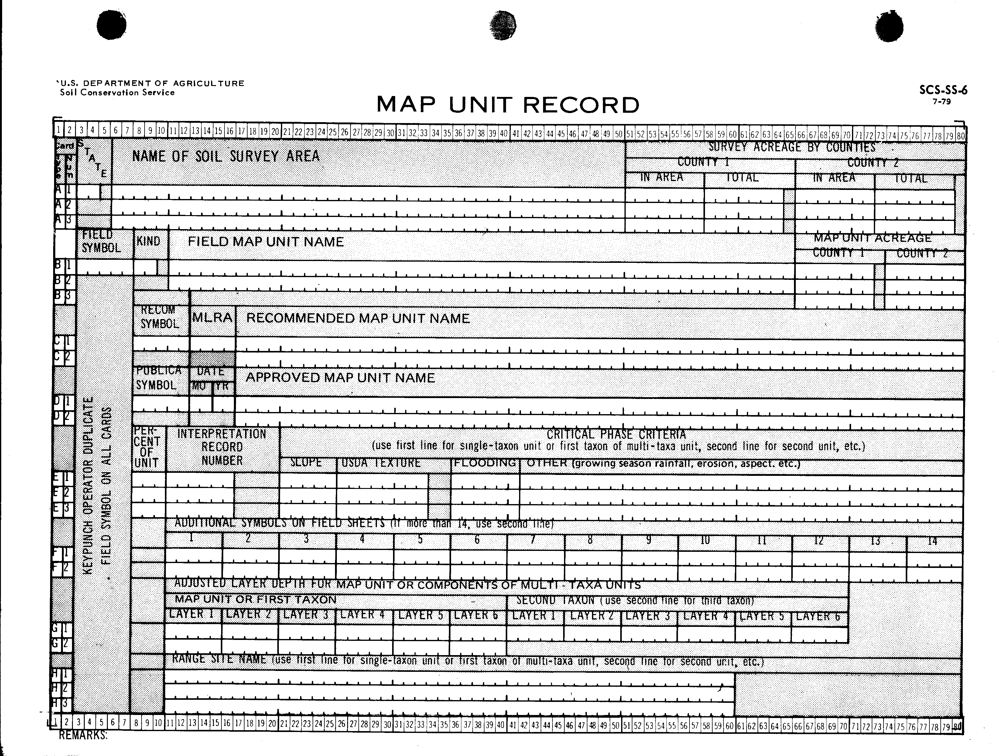 U.S. DEPARTMENT OF AGRICULTURE
Soil Conservation Service
SCS-SS-6
7-79
MAP UNIT RECORD
1 2 3 4 5 6 7 8 9 10 11 12 13 14 15 16 17 18 19 20 21 22 23 24 25 26 27 28 29 30 31 32 33 34 35 36 37 38 39 40 41 42 43 44 45 46 47 48 49 50 51 52 53 54 55 56 57 58 59 60 61 62 63 64 65 66 67 68 69 70 71 72 73 74 75 76 77 78 79 80
Card
Type
Num
STATE
NAME OF SOIL SURVEY AREA
SURVEY ACREAGE BY COUNTIES
COUNTY 1 COUNTY 2
IN AREA TOTAL IN AREA TOTAL
A 1
A 2
A 3
FIELD SYMBOL
KIND
FIELD MAP UNIT NAME
MAP UNIT ACREAGE
COUNTY 1 COUNTY 2
B 1
B 2
B 3
RECOM SYMBOL
MLRA
RECOMMENDED MAP UNIT NAME
C 1
C 2
PUBLICA SYMBOL
DATE
MO YR
APPROVED MAP UNIT NAME
D 1
D 2
KEYPUNCH OPERATOR DUPLICATE
FIELD SYMBOL ON ALL CARDS
PER-
CENT
OF
UNIT
INTERPRETATION
RECORD
NUMBER
CRITICAL PHASE CRITERIA
(use first line for single-taxon unit or first taxon of multi-taxa unit, second line for second unit, etc.)
SLOPE USDA TEXTURE FLOODING OTHER (growing season rainfall, erosion, aspect. etc.)
E 1
E 2
E 3
ADDITIONAL SYMBOLS ON FIELD SHEETS (if more than 14, use second line)
1 2 3 4 5 6 7 8 9 10 11 12 13 14
F 1
F 2
ADJUSTED LAYER DEPTH FOR MAP UNIT OR COMPONENTS OF MULTI-TAXA UNITS
MAP UNIT OR FIRST TAXON SECOND TAXON (use second line for third taxon)
LAYER 1 LAYER 2 LAYER 3 LAYER 4 LAYER 5 LAYER 6 LAYER 1 LAYER 2 LAYER 3 LAYER 4 LAYER 5 LAYER 6
G 1
G 2
RANGE SITE NAME (use first line for single-taxon unit or first taxon of multi-taxa unit, second line for second unit, etc.)
H 1
H 2
H 3
1 2 3 4 5 6 7 8 9 10 11 12 13 14 15 16 17 18 19 20 21 22 23 24 25 26 27 28 29 30 31 32 33 34 35 36 37 38 39 40 41 42 43 44 45 46 47 48 49 50 51 52 53 54 55 56 57 58 59 60 61 62 63 64 65 66 67 68 69 70 71 72 73 74 75 76 77 78 79 80
REMARKS: